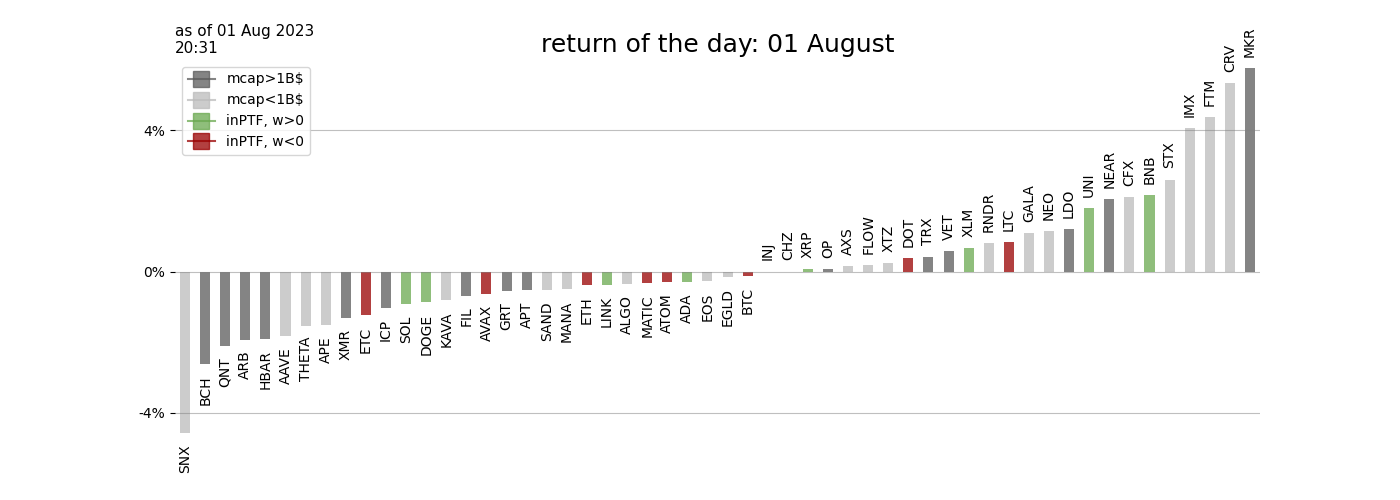 as of 01 Aug 2023
20:31
return of the day: 01 August
mcap>1B$
mcap<1B$
inPTF, w>0
inPTF, w<0
4%
0%
-4%
SNX
BCH
QNT
ARB
HBAR
AAVE
THETA
APE
XMR
ETC
ICP
SOL
DOGE
KAVA
FIL
AVAX
GRT
APT
SAND
MANA
ETH
LINK
ALGO
MATIC
ATOM
ADA
EOS
EGLD
BTC
INJ
CHZ
XRP
OP
AXS
FLOW
XTZ
DOT
TRX
VET
XLM
RNDR
LTC
GALA
NEO
LDO
UNI
NEAR
CFX
BNB
STX
IMX
FTM
CRV
MKR